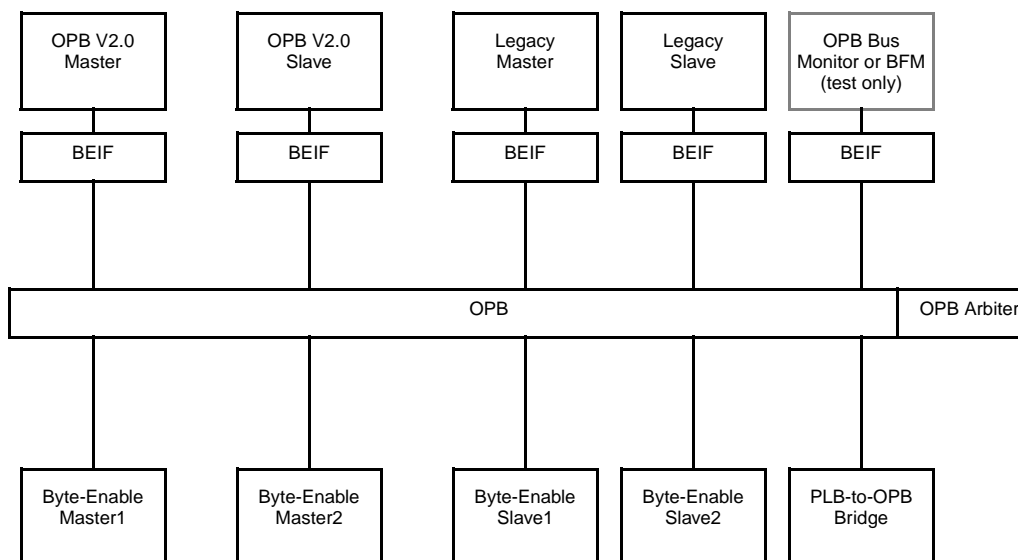 OPB V2.0
Master
OPB V2.0
Slave
Legacy
Master
Legacy
Slave
OPB Bus
Monitor or BFM
(test only)
BEIF
BEIF
BEIF
BEIF
BEIF
OPB
OPB Arbiter
Byte-Enable
Master1
Byte-Enable
Master2
Byte-Enable
Slave1
Byte-Enable
Slave2
PLB-to-OPB
Bridge